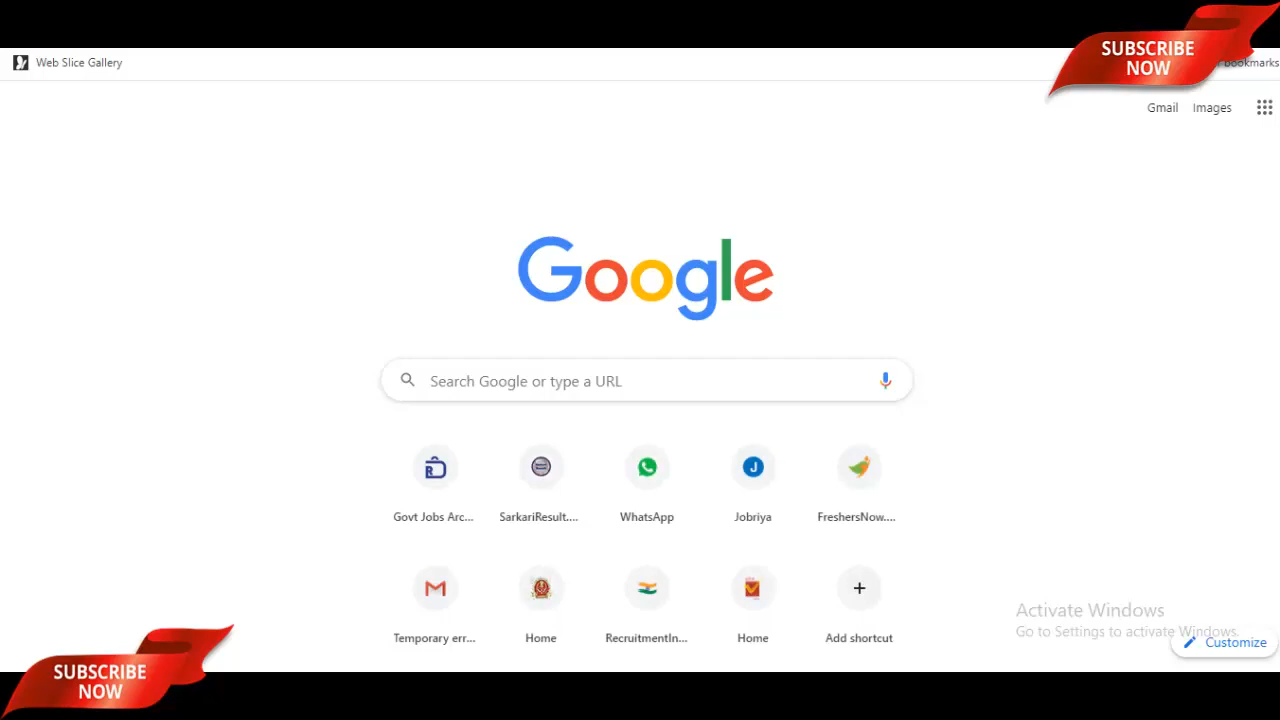 SUBSCRIBE
NOW
Web Slice Gallery
bookmarks
Gmail Images
Google
Search Google or type a URL
R
J
Govt Jobs Arc... SarkariResult.... WhatsApp Jobriya FreshersNow....
Temporary err... Home RecruitmentIn... Home Add shortcut
Activate Windows
Go to Settings to activate Windows.
Customize
SUBSCRIBE
NOW